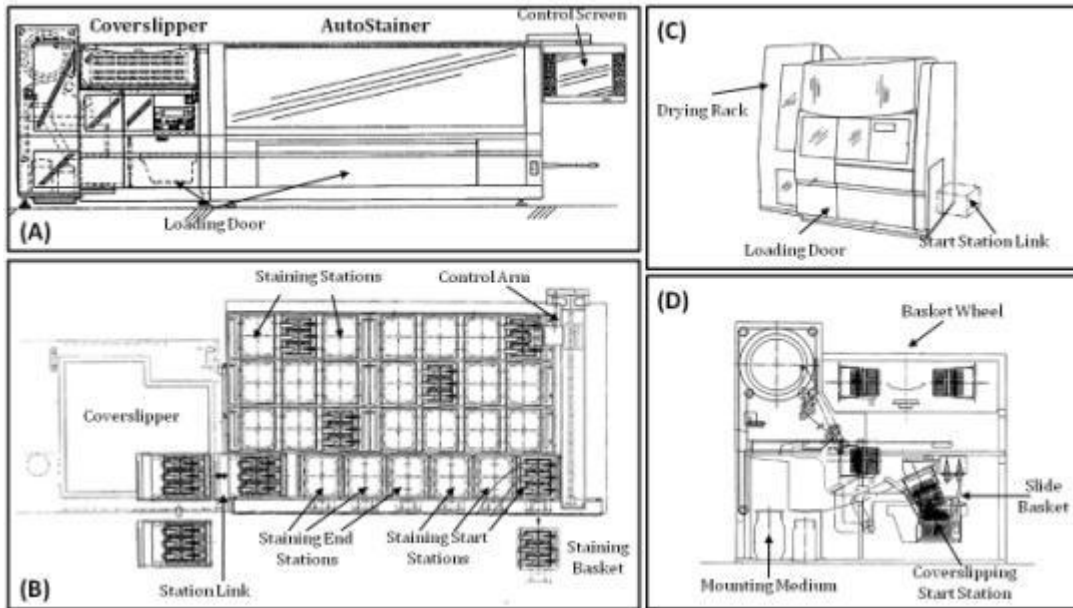 Coverslipper
AutoStainer
Control Screen
Loading Door
(A)
Staining Stations
Control Arm
Coverslipper
Staining End
Stations
Staining Start
Stations
Staining
Basket
Station Link
(B)
(C)
Drying Rack
Loading Door
Start Station Link
(D)
Basket Wheel
Slide
Basket
Mounting Medium
Coverslipping
Start Station